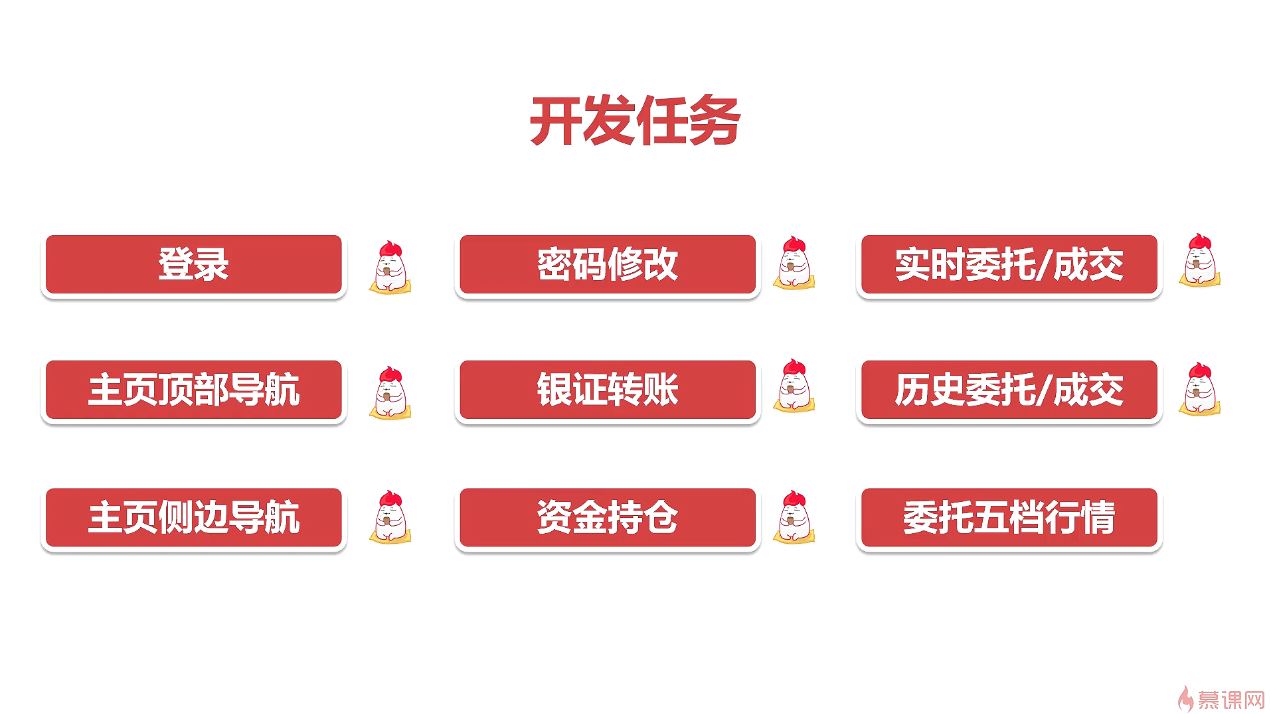 开发任务
登录
密码修改
实时委托/成交
主页顶部导航
银证转账
历史委托/成交
主页侧边导航
资金持仓
委托五档行情
慕课网